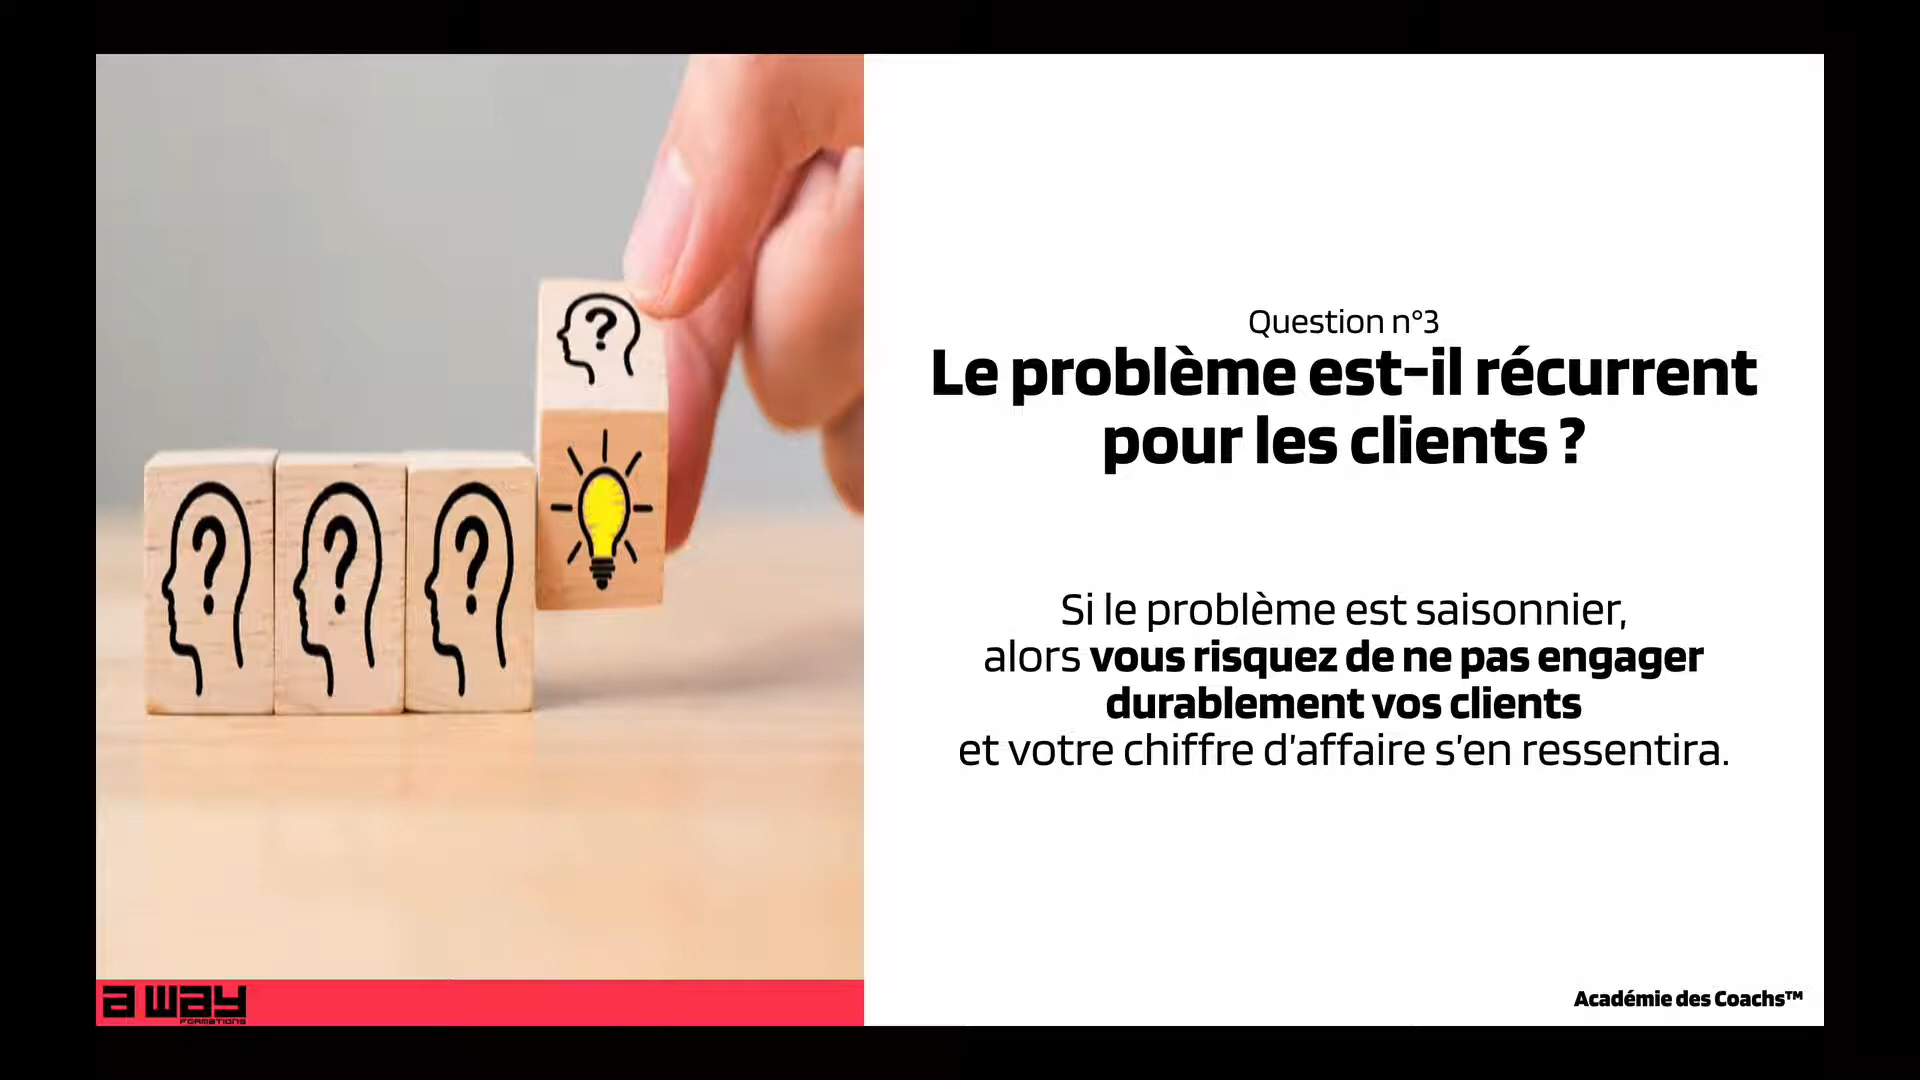 Question n°3
Le problème est-il récurrent
pour les clients ?
Si le problème est saisonnier,
alors vous risquez de ne pas engager
durablement vos clients
et votre chiffre d'affaire s'en ressentira.
a way
FORMATIONS
Académie des Coachs™
? ? ? ?